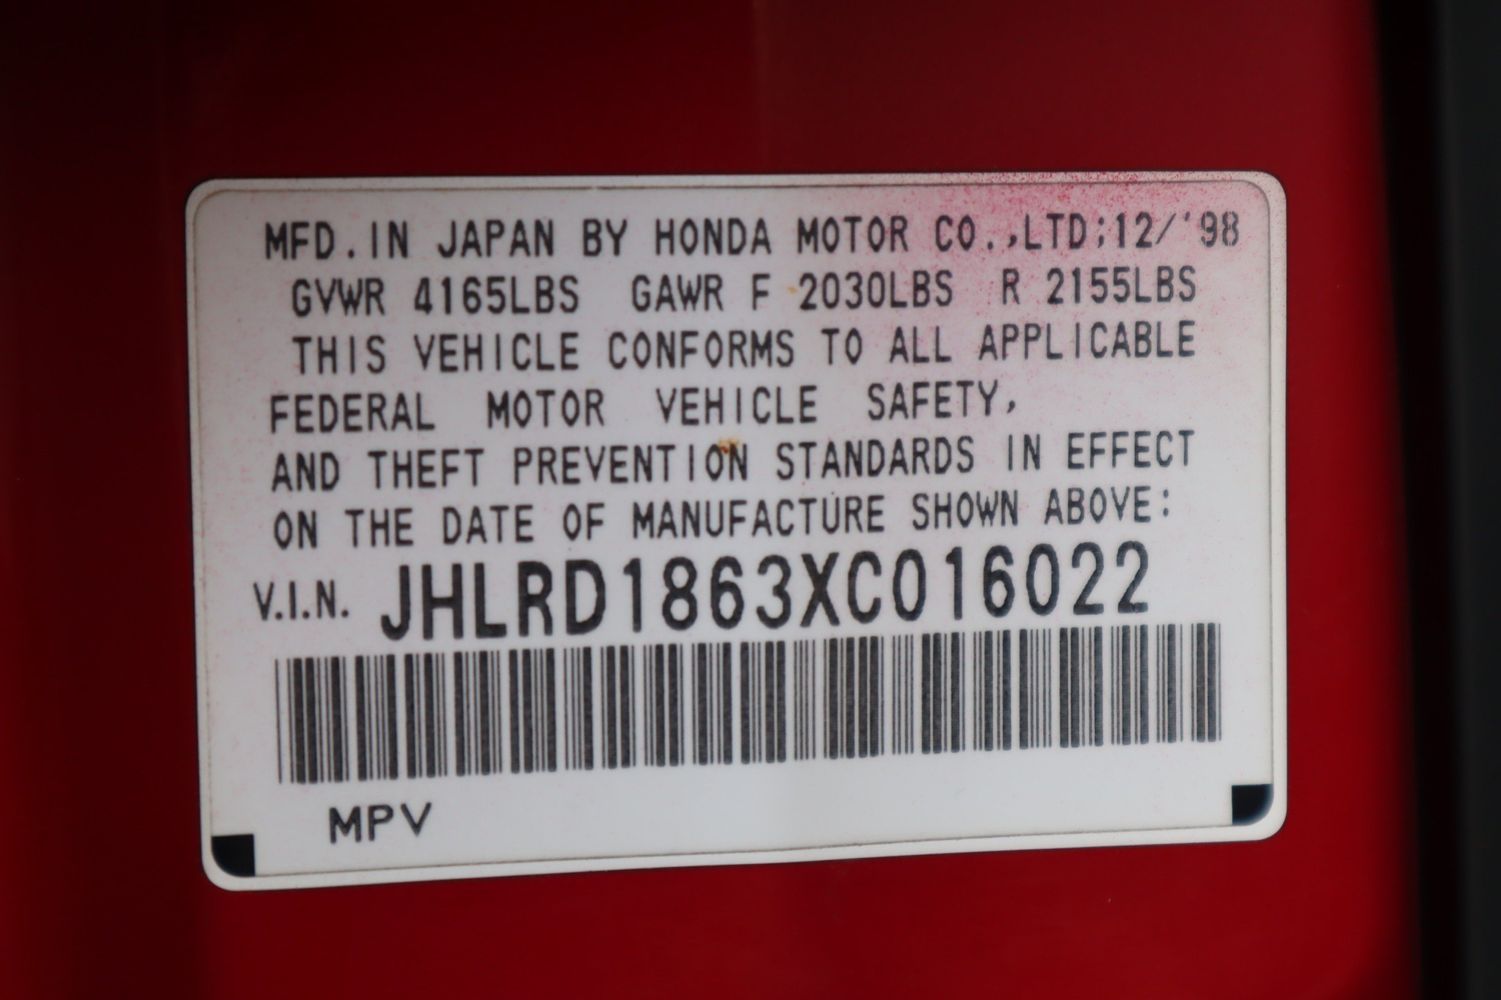 MFD. IN JAPAN BY HONDA MOTOR CO.,LTD;12/'98
GVWR 4165LBS GAWR F 2030LBS R 2155LBS
THIS VEHICLE CONFORMS TO ALL APPLICABLE
FEDERAL MOTOR VEHICLE SAFETY,
AND THEFT PREVENTION STANDARDS IN EFFECT
ON THE DATE OF MANUFACTURE SHOWN ABOVE:
V.I.N. JHLRD1863XC016022
MPV